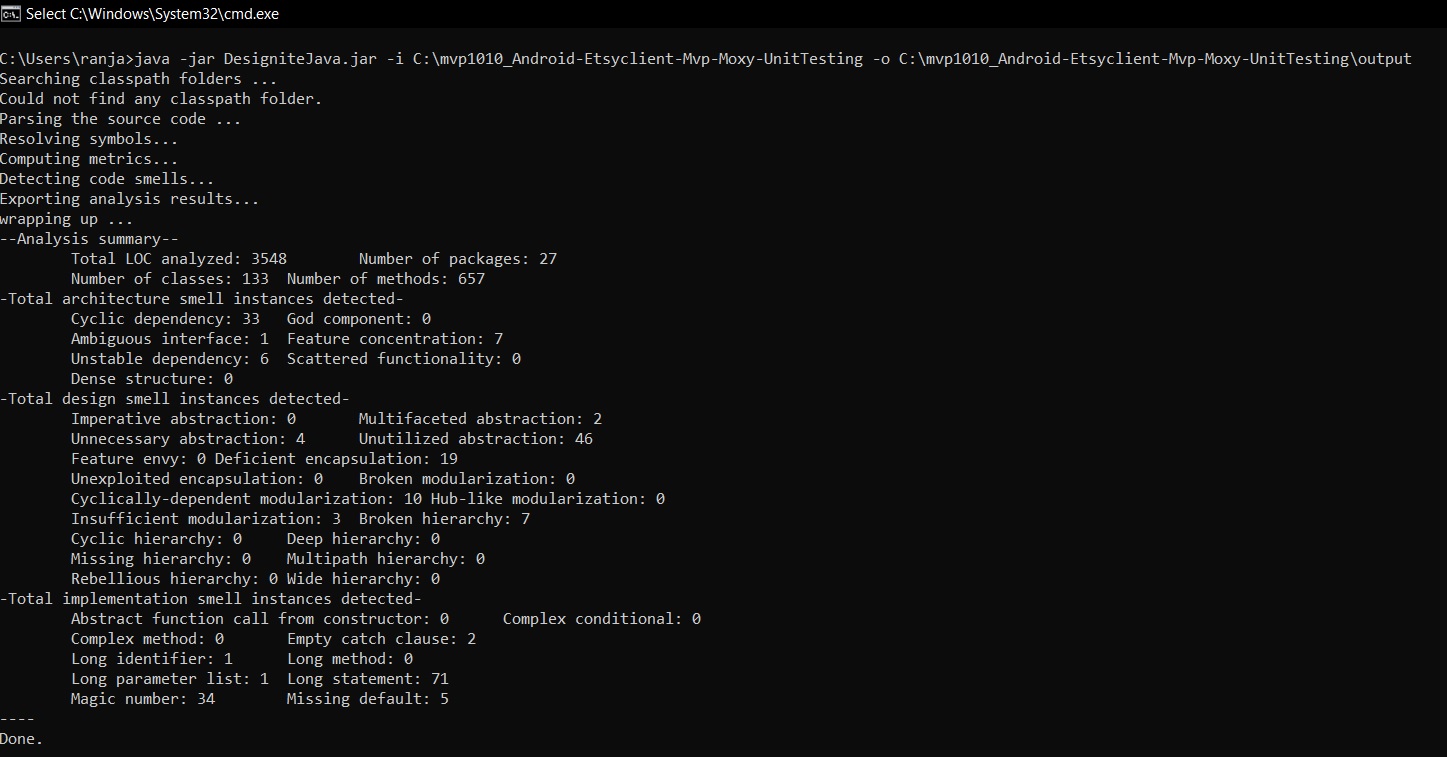 Select C:\Windows\System32\cmd.exe
C:\Users\ranja>java -jar DesigniteJava.jar -i C:\mvp1010_Android-Etsyclient-Mvp-Moxy-UnitTesting -o C:\mvp1010_Android-Etsyclient-Mvp-Moxy-UnitTesting\output
Searching classpath folders ...
Could not find any classpath folder.
Parsing the source code ...
Resolving symbols...
Computing metrics...
Detecting code smells...
Exporting analysis results...
wrapping up ...
--Analysis summary--
        Total LOC analyzed: 3548        Number of packages: 27
        Number of classes: 133  Number of methods: 657
-Total architecture smell instances detected-
        Cyclic dependency: 33   God component: 0
        Ambiguous interface: 1  Feature concentration: 7
        Unstable dependency: 6  Scattered functionality: 0
        Dense structure: 0
-Total design smell instances detected-
        Imperative abstraction: 0       Multifaceted abstraction: 2
        Unnecessary abstraction: 4      Unutilized abstraction: 46
        Feature envy: 0 Deficient encapsulation: 19
        Unexploited encapsulation: 0    Broken modularization: 0
        Cyclically-dependent modularization: 10 Hub-like modularization: 0
        Insufficient modularization: 3  Broken hierarchy: 7
        Cyclic hierarchy: 0     Deep hierarchy: 0
        Missing hierarchy: 0    Multipath hierarchy: 0
        Rebellious hierarchy: 0 Wide hierarchy: 0
-Total implementation smell instances detected-
        Abstract function call from constructor: 0      Complex conditional: 0
        Complex method: 0       Empty catch clause: 2
        Long identifier: 1      Long method: 0
        Long parameter list: 1  Long statement: 71
        Magic number: 34        Missing default: 5
----
Done.